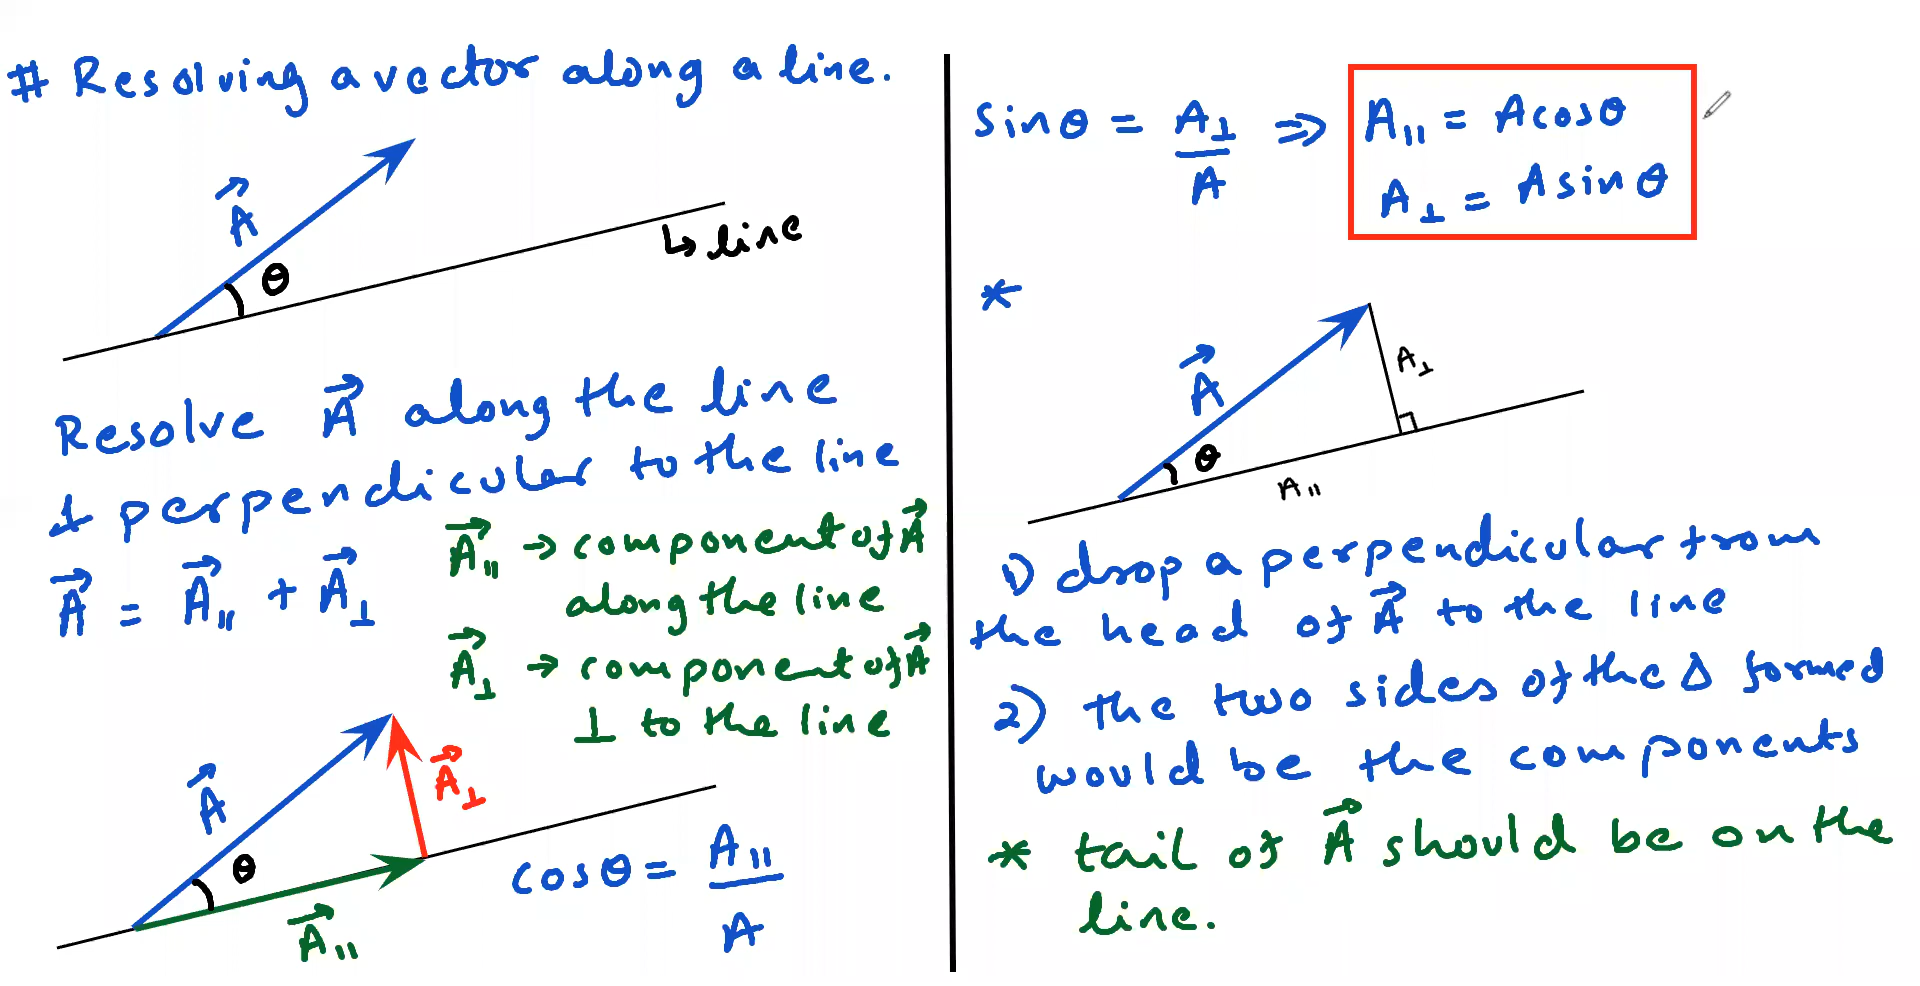 # Resolving a vector along a line.
A⃗
θ
↳ line
Resolve A⃗ along the line
⊥ perpendicular to the line
A⃗ = A⃗∥ + A⃗⊥
A⃗∥ → component of A⃗
along the line
A⃗⊥ → component of A⃗
⊥ to the line
A⃗
θ
A⃗⊥
A⃗∥
cosθ = A∥/A
sinθ = A⊥/A ⇒ A∥ = A cosθ
A⊥ = A sinθ
*
A⃗
θ
A⊥
A∥
1) drop a perpendicular from
the head of A⃗ to the line
2) the two sides of the Δ formed
would be the components
* tail of A⃗ should be on the
line.